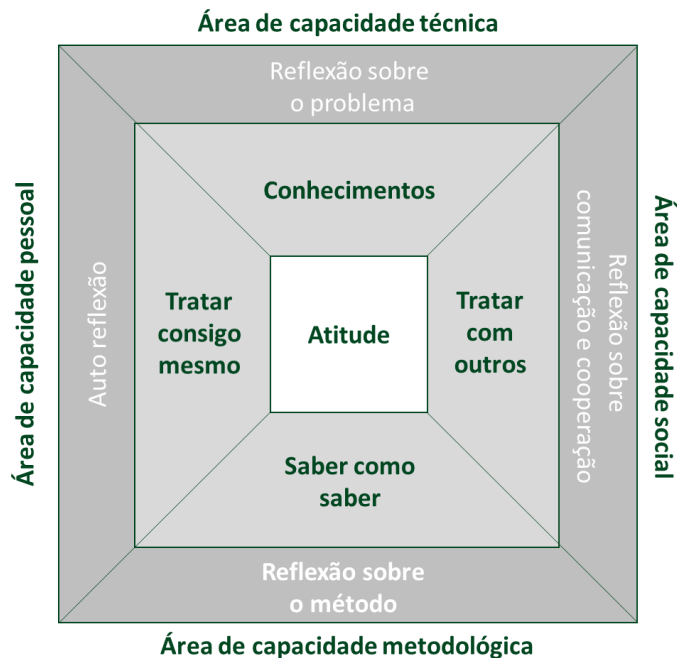 Área de capacidade técnica
Reflexão sobre
o problema
Conhecimentos
Área de capacidade pessoal
Auto reflexão
Tratar
consigo
mesmo
Atitude
Tratar
com
outros
Reflexão sobre
comunicação e cooperação
Área de capacidade social
Saber como
saber
Reflexão sobre
o método
Área de capacidade metodológica